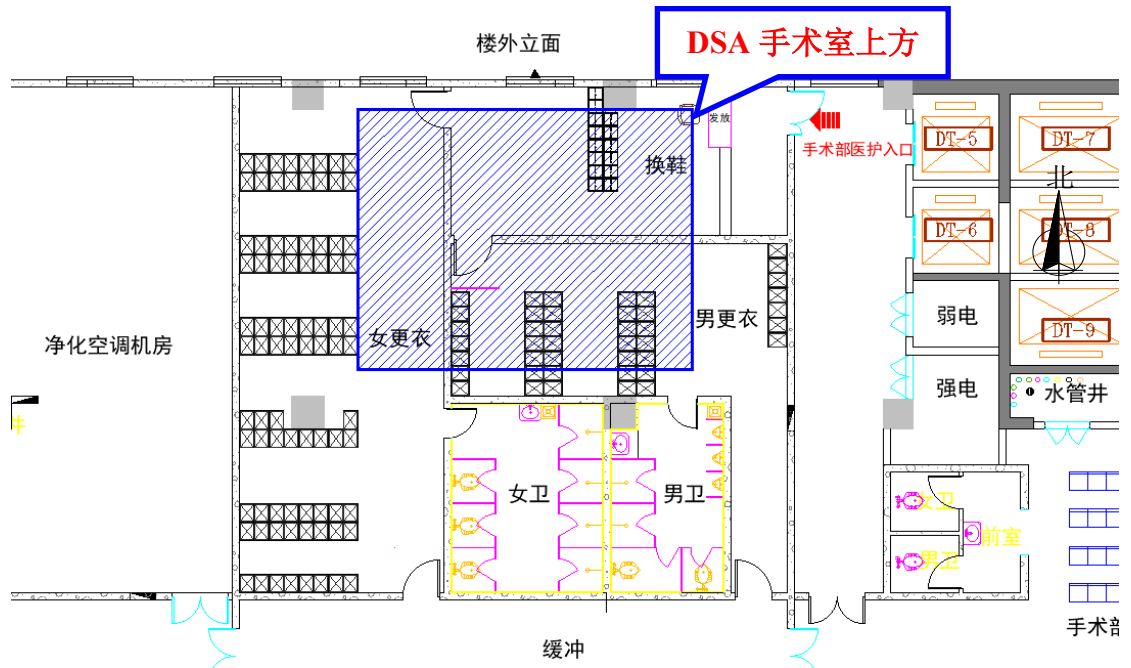 DSA 手术室上方
楼外立面
发放
换鞋
手术部医护入口
DT-5
DT-7
北
DT-6
DT-8
净化空调机房
女更衣
男更衣
弱电
DT-9
强电
水管井
井
女卫
男卫
女卫
前室
男卫
手术部
缓冲